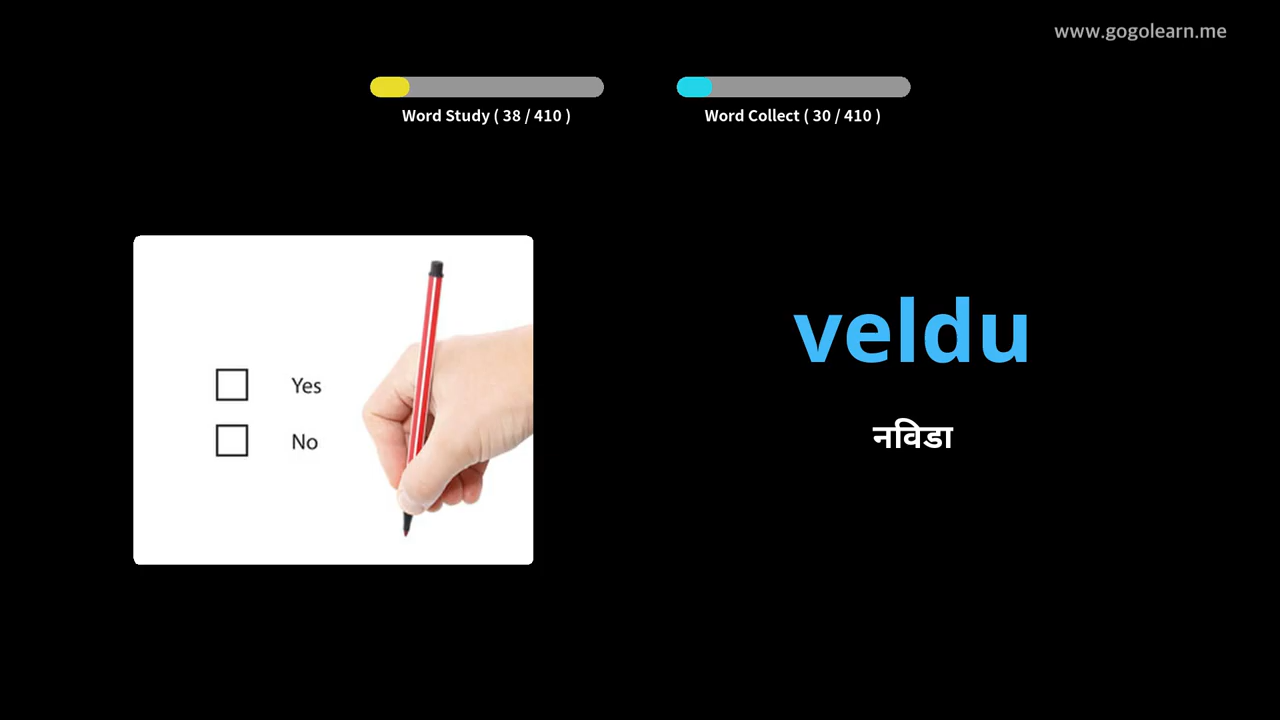 www.gogolearn.me
Word Study ( 38 / 410 )
Word Collect ( 30 / 410 )
Yes
No
veldu
नविडा